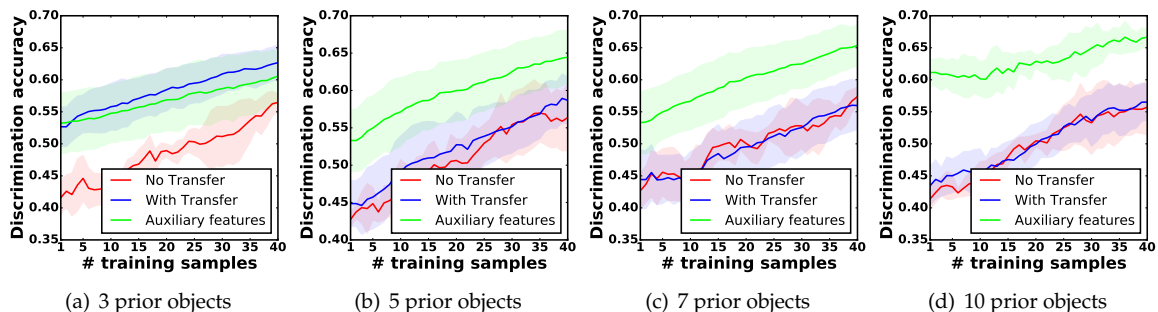 Discrimination accuracy
0.70
0.65
0.60
0.55
0.50
0.45
0.40
0.35
No Transfer
With Transfer
Auxiliary features
1 10 20 30 40
# training samples
(a) 3 prior objects
Discrimination accuracy
0.70
0.65
0.60
0.55
0.50
0.45
0.40
No Transfer
With Transfer
Auxiliary features
1 5 10 15 20 25 30 35 40
# training samples
(b) 5 prior objects
Discrimination accuracy
0.70
0.65
0.60
0.55
0.50
0.45
0.40
0.35
No Transfer
With Transfer
Auxiliary features
1 5 10 15 20 25 30 35 40
# training samples
(c) 7 prior objects
Discrimination accuracy
0.70
0.65
0.60
0.55
0.50
0.45
0.40
0.35
No Transfer
With Transfer
Auxiliary features
1 5 10 15 20 25 30 35 40
# training samples
(d) 10 prior objects